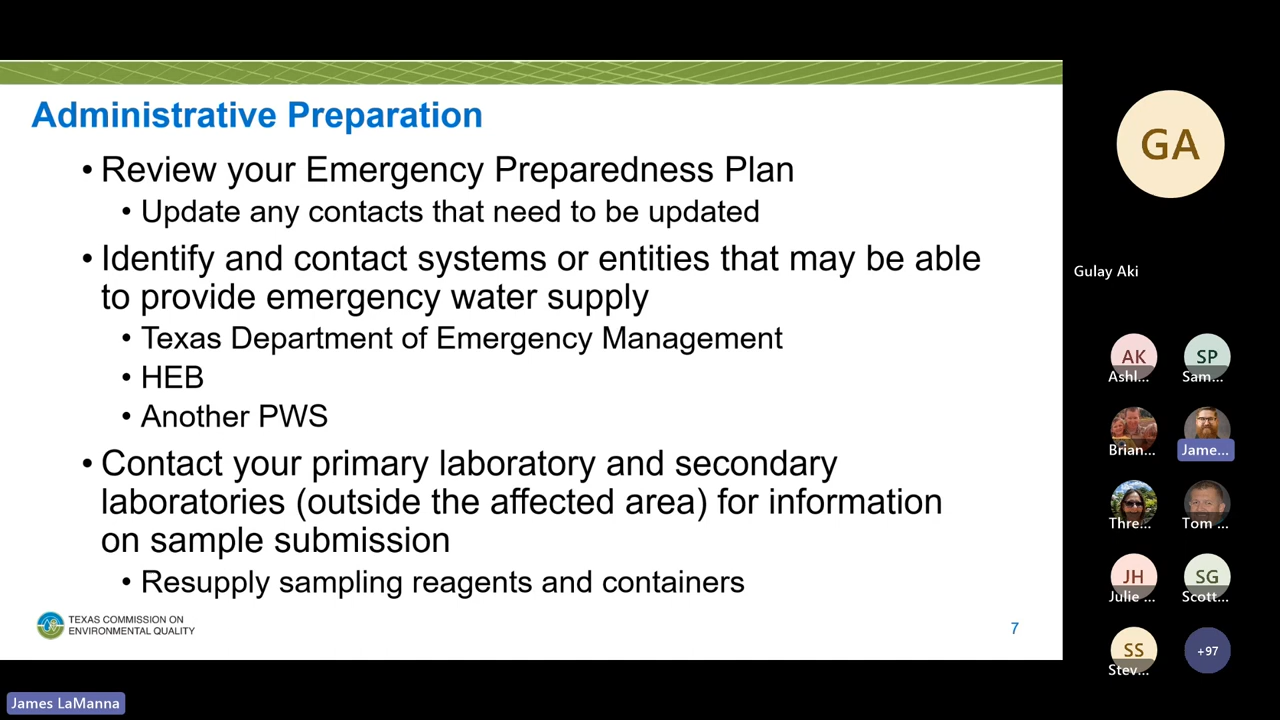 Administrative Preparation
• Review your Emergency Preparedness Plan
• Update any contacts that need to be updated
• Identify and contact systems or entities that may be able
to provide emergency water supply
• Texas Department of Emergency Management
• HEB
• Another PWS
• Contact your primary laboratory and secondary
laboratories (outside the affected area) for information
on sample submission
• Resupply sampling reagents and containers
TEXAS COMMISSION ON
ENVIRONMENTAL QUALITY
7
GA
Gulay Aki
AK
SP
Ashl...
Sam...
Brian...
Jame...
Thre...
Tom ...
JH
SG
Julie ...
Scott...
SS
+97
Stev...
James LaManna